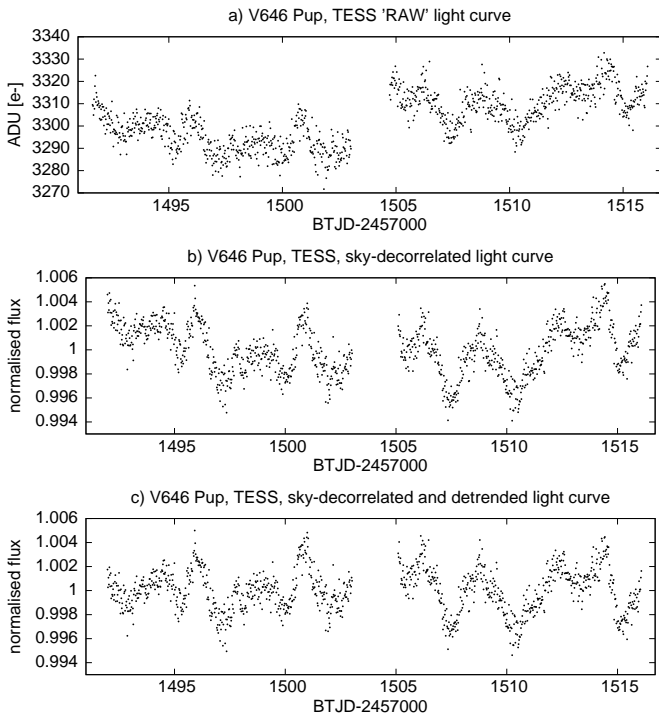 a) V646 Pup, TESS 'RAW' light curve
3340
3330
3320
3310
3300
3290
3280
3270
ADU [e-]
1495 1500 1505 1510 1515
BTJD-2457000
b) V646 Pup, TESS, sky-decorrelated light curve
1.006
1.004
1.002
1
0.998
0.996
0.994
normalised flux
1495 1500 1505 1510 1515
BTJD-2457000
c) V646 Pup, TESS, sky-decorrelated and detrended light curve
1.006
1.004
1.002
1
0.998
0.996
0.994
normalised flux
1495 1500 1505 1510 1515
BTJD-2457000